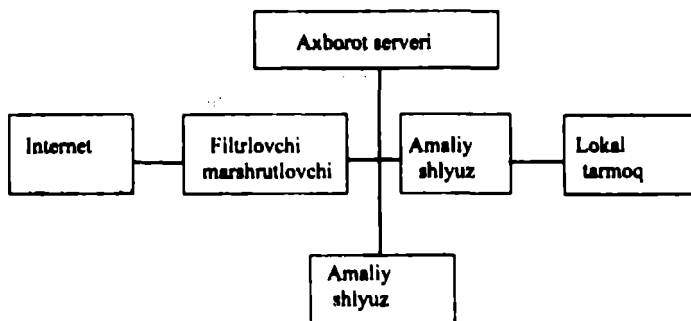 Axborot serveri
Internet
Filtrlovchi
marshrutlovchi
Amaliy
shlyuz
Lokal
tarmoq
Amaliy
shlyuz